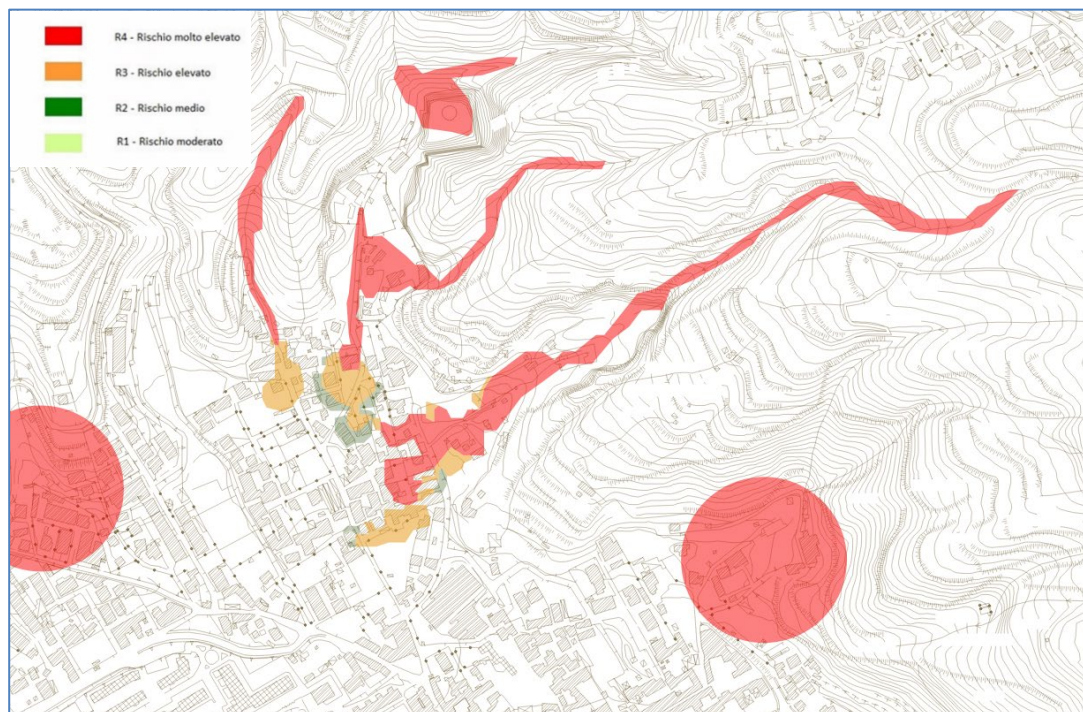 R4 - Rischio molto elevato
R3 - Rischio elevato
R2 - Rischio medio
R1 - Rischio moderato